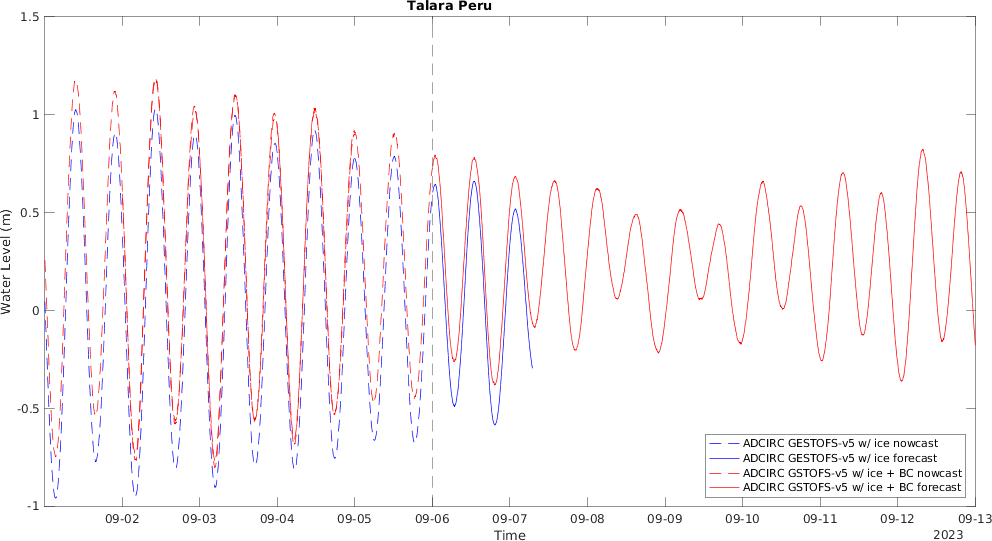 Talara Peru
Water Level (m)
1.5
1
0.5
0
-0.5
-1
ADCIRC GESTOFS-v5 w/ ice nowcast
ADCIRC GESTOFS-v5 w/ ice forecast
ADCIRC GSTOFS-v5 w/ ice + BC nowcast
ADCIRC GSTOFS-v5 w/ ice + BC forecast
09-02 09-03 09-04 09-05 09-06 09-07 09-08 09-09 09-10 09-11 09-12 09-13
Time
2023